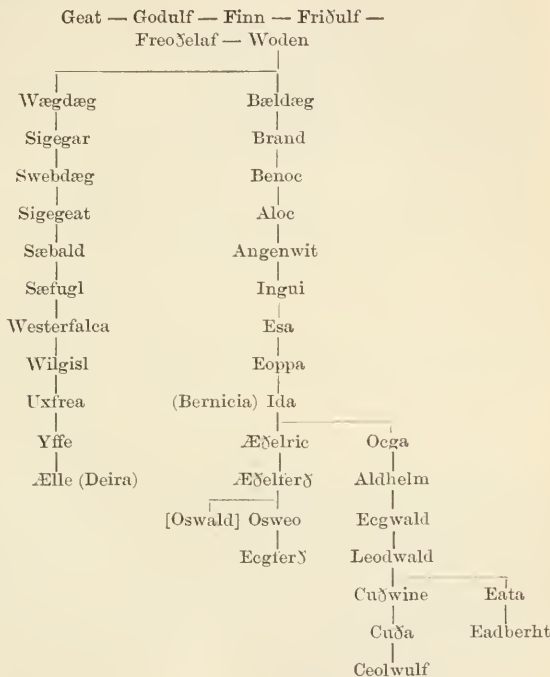 Geat — Godulf — Finn — Friðulf —
Freoðelaf — Woden
Wægdæg Bældæg
Sigegar Brand
Swebdæg Benoc
Sigegeat Aloc
Sæbald Angenwit
Sæfugl Ingui
Westerfalca Esa
Wilgisl Eoppa
Uxfrea (Bernicia) Ida
Yffe Æðelric Ocga
Ælle (Deira) Æðelferð Aldhelm
[Oswald] Osweo Ecgwald
Ecgferð Leodwald
Cuðwine Eata
Cuða Eadberht
Ceolwulf